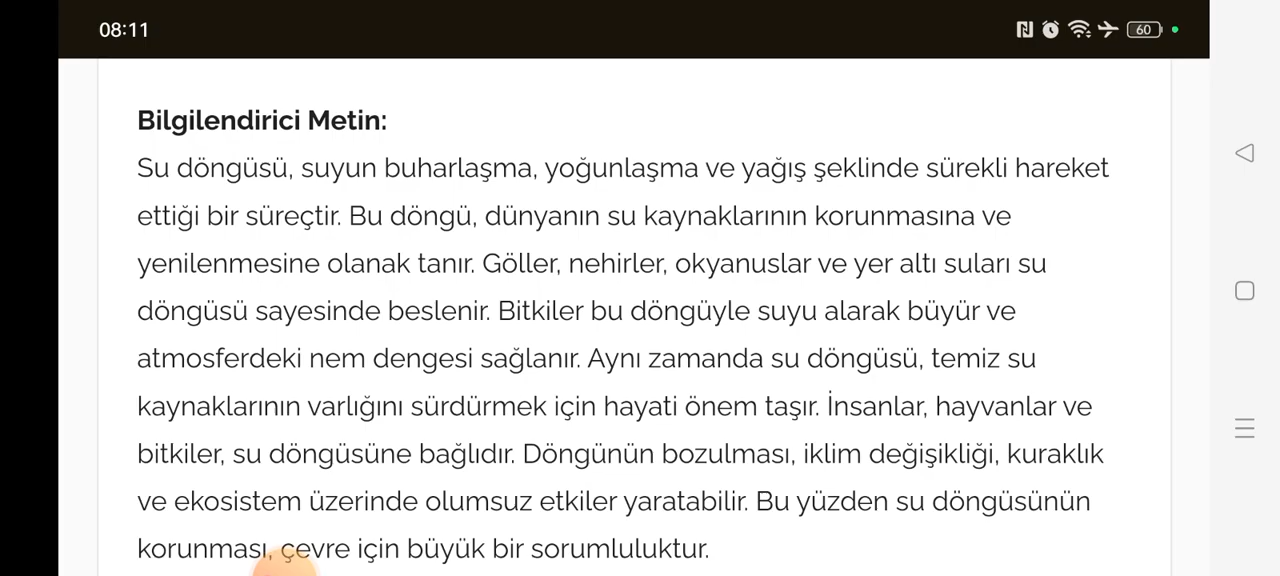 08:11
60
Bilgilendirici Metin:
Su döngüsü, suyun buharlaşma, yoğunlaşma ve yağış şeklinde sürekli hareket
ettiği bir süreçtir. Bu döngü, dünyanın su kaynaklarının korunmasına ve
yenilenmesine olanak tanır. Göller, nehirler, okyanuslar ve yer altı suları su
döngüsü sayesinde beslenir. Bitkiler bu döngüyle suyu alarak büyür ve
atmosferdeki nem dengesi sağlanır. Aynı zamanda su döngüsü, temiz su
kaynaklarının varlığını sürdürmek için hayati önem taşır. İnsanlar, hayvanlar ve
bitkiler, su döngüsüne bağlıdır. Döngünün bozulması, iklim değişikliği, kuraklık
ve ekosistem üzerinde olumsuz etkiler yaratabilir. Bu yüzden su döngüsünün
korunması, çevre için büyük bir sorumluluktur.